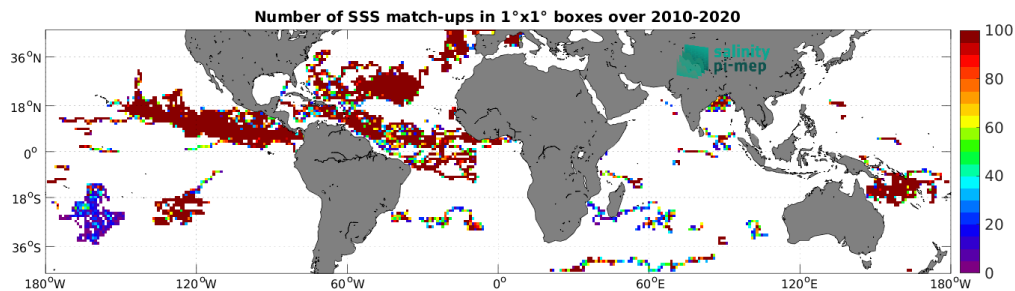 Number of SSS match-ups in 1°x1° boxes over 2010-2020
salinity
pi-mep
36°N
18°N
0°
18°S
36°S
180°W 120°W 60°W 0° 60°E 120°E 180°W
100
80
60
40
20
0